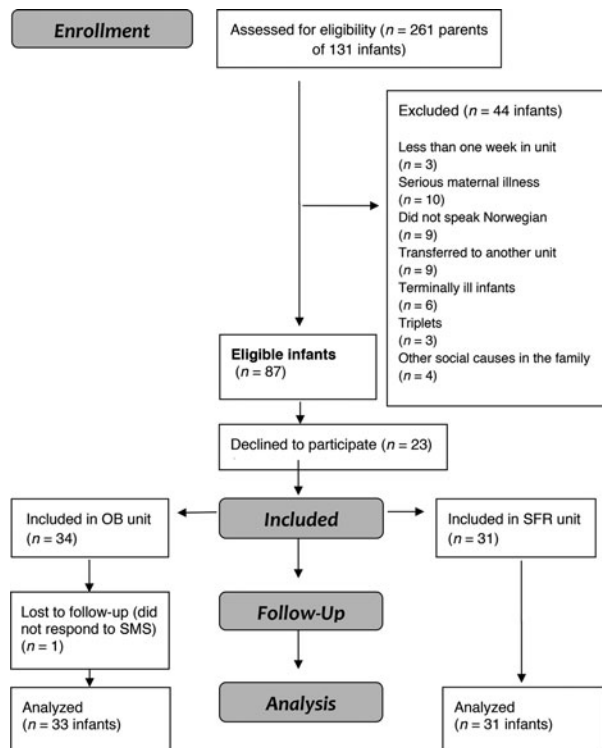 Enrollment
Assessed for eligibility (n = 261 parents
of 131 infants)
Excluded (n = 44 infants)
Less than one week in unit
(n = 3)
Serious maternal illness
(n = 10)
Did not speak Norwegian
(n = 9)
Transferred to another unit
(n = 9)
Terminally ill infants
(n = 6)
Triplets
(n = 3)
Other social causes in the family
(n = 4)
Eligible infants
(n = 87)
Declined to participate (n = 23)
Included in OB unit
(n = 34)
Included
Included in SFR unit
(n = 31)
Lost to follow-up (did
not respond to SMS)
(n = 1)
Follow-Up
Analyzed
(n = 33 infants)
Analysis
Analyzed
(n = 31 infants)